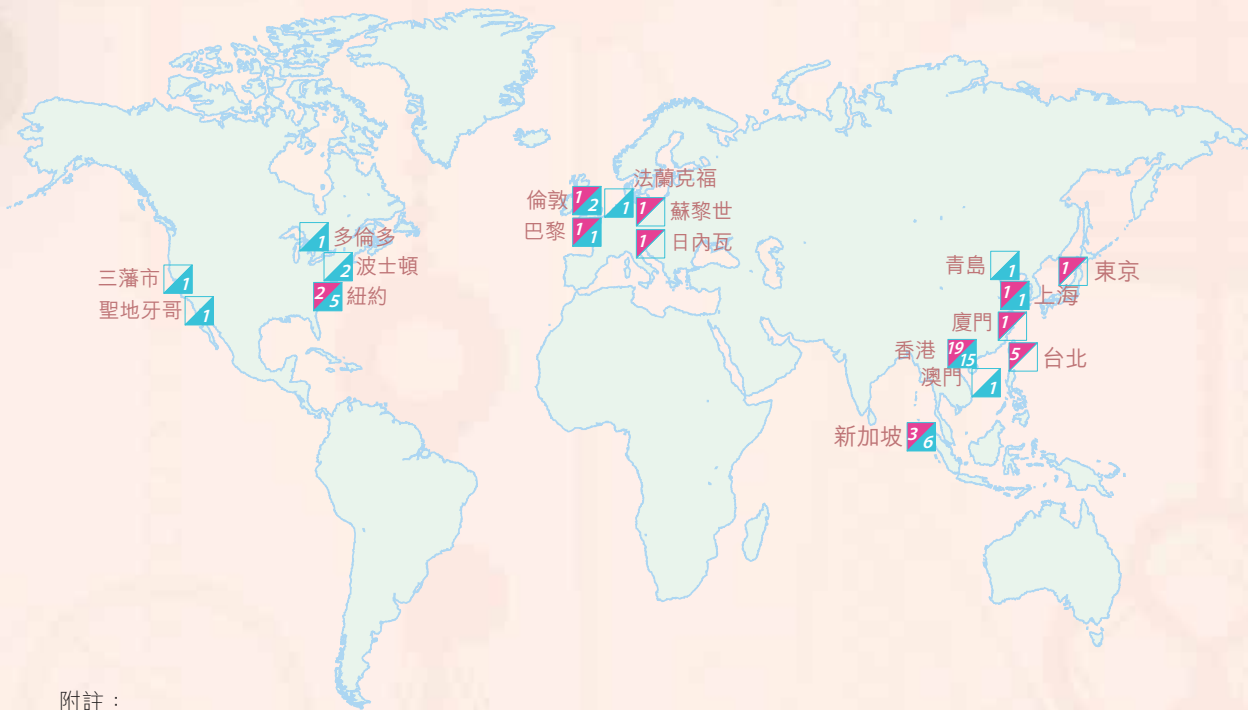 法蘭克福
1
倫敦 1 2
1 蘇黎世
巴黎 1 1
1 日內瓦
1 多倫多
2 波士頓
三藩市 1
2 5 紐約
聖地牙哥 1
青島 1
1 東京
1 1 上海
廈門 1
香港 19 15
5 台北
澳門 1
新加坡 3 6
附註：